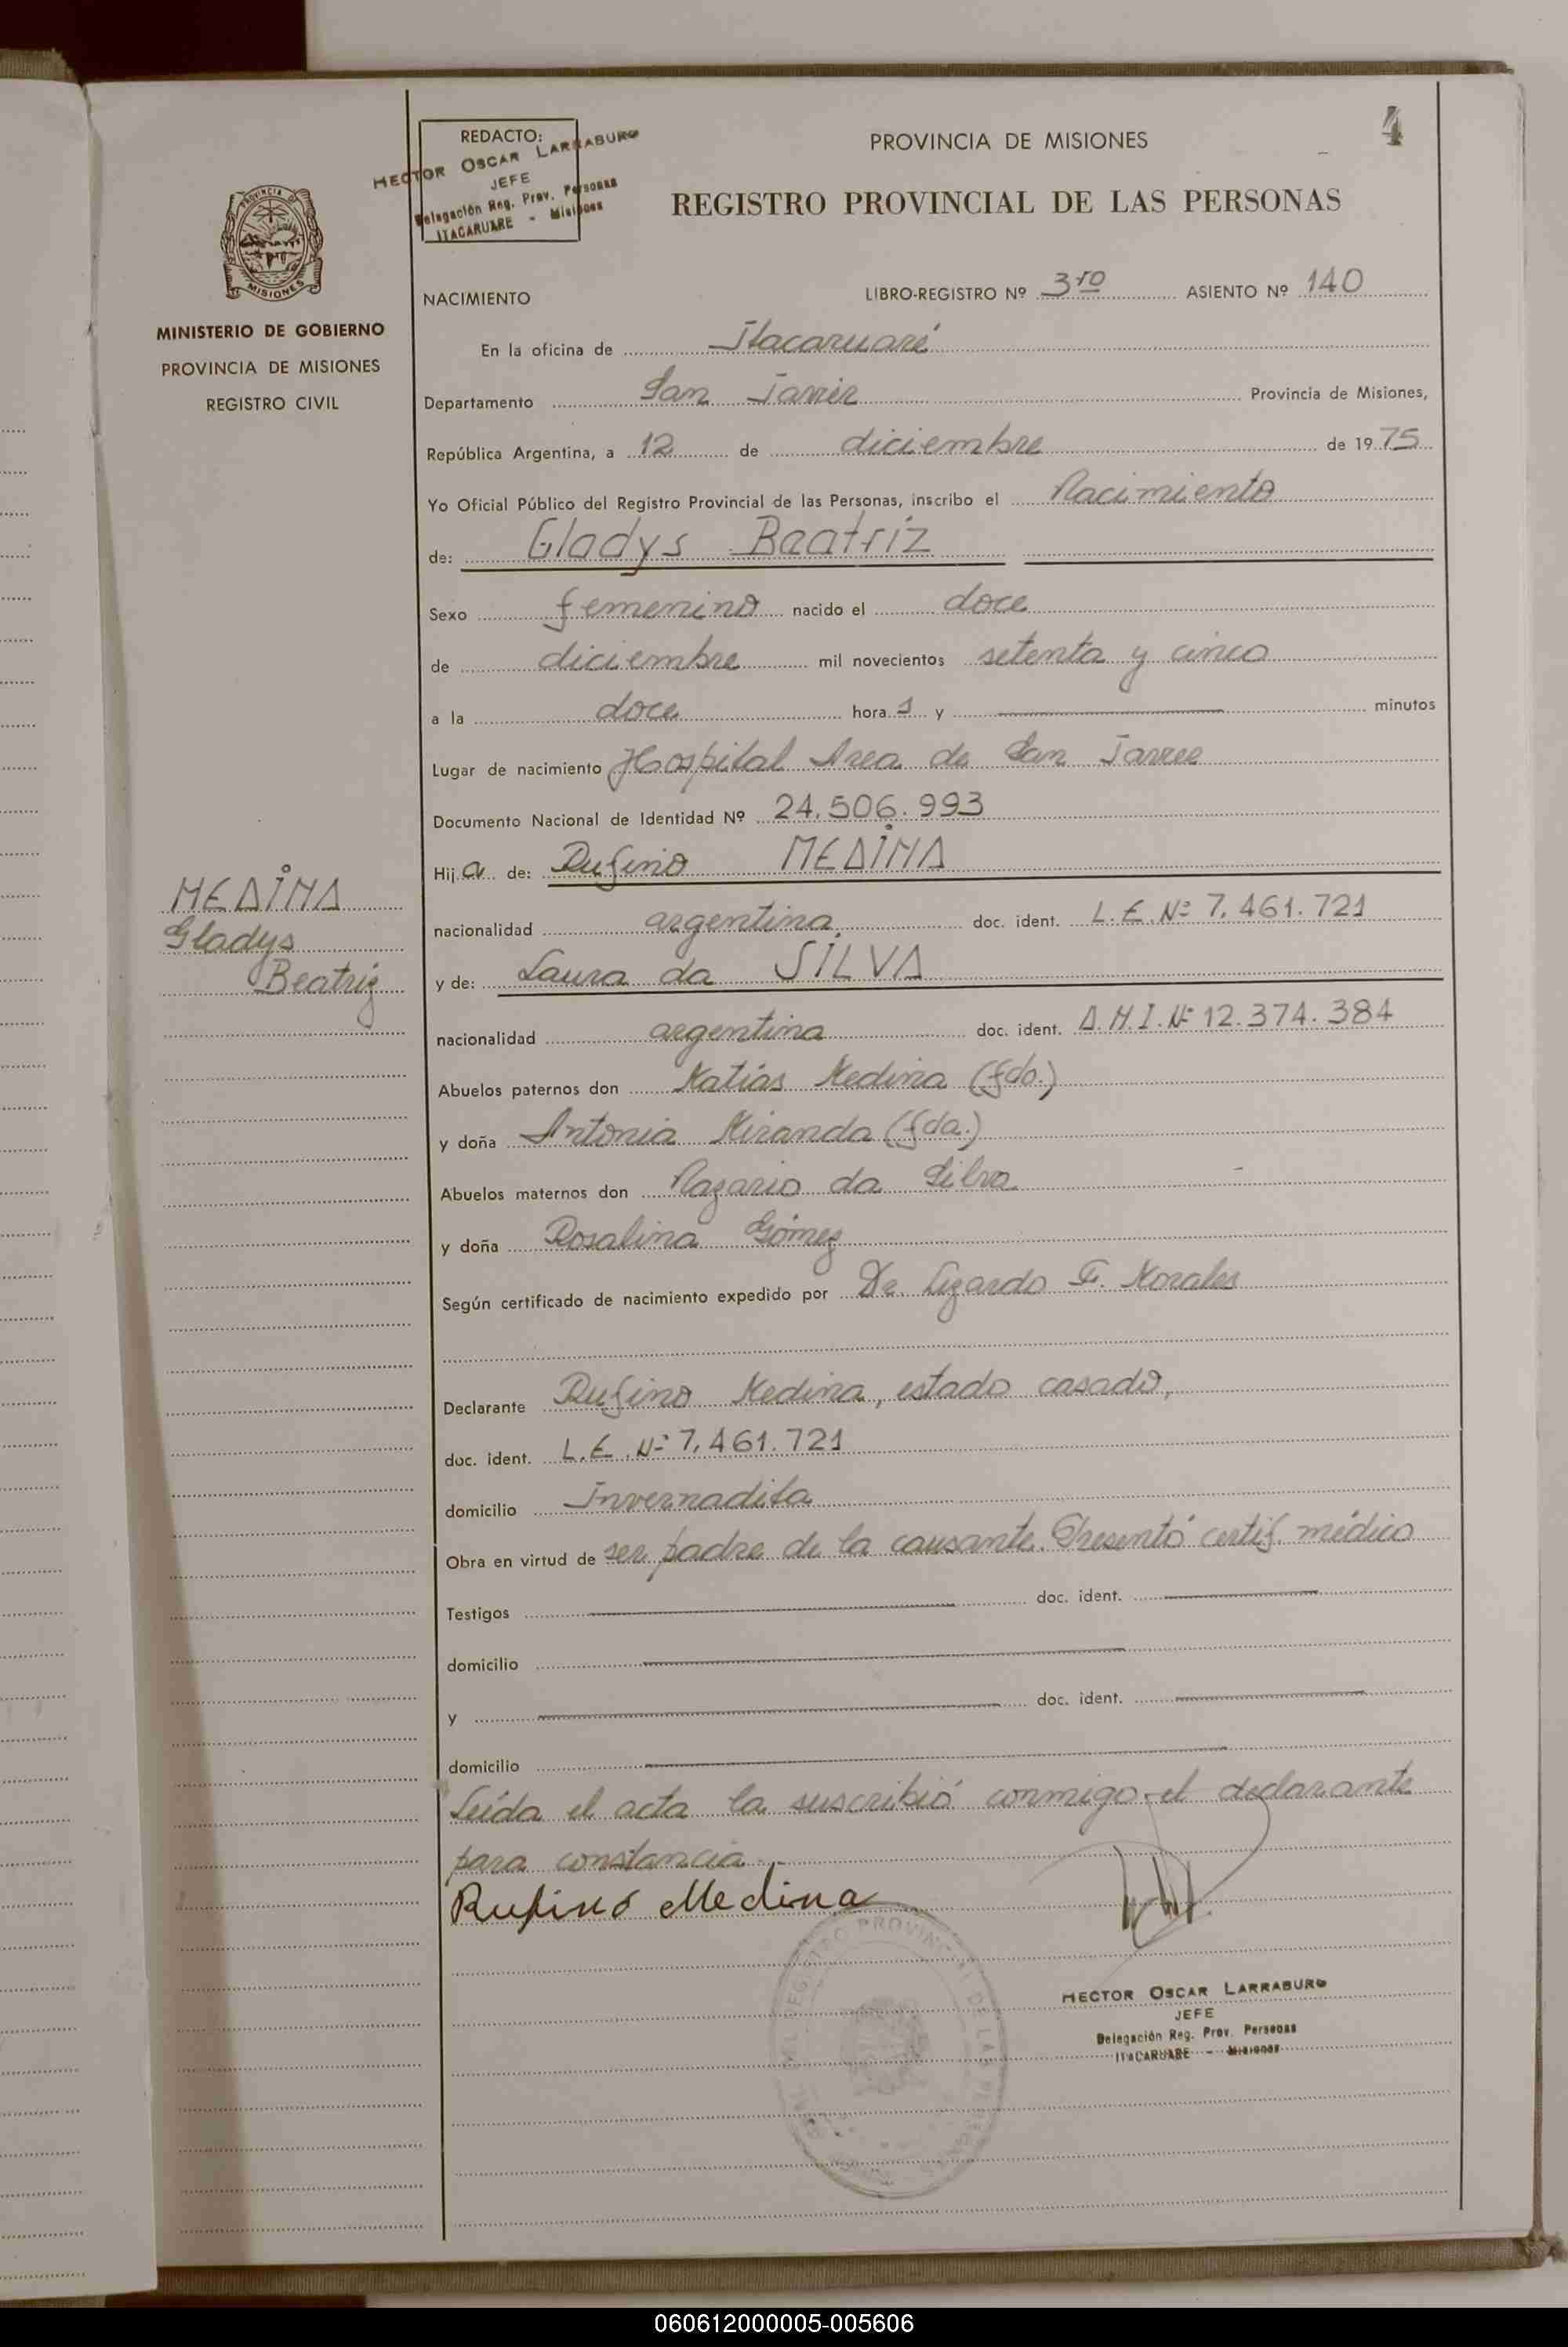 4
REDACTO:
HECTOR OSCAR LARRABURO
JEFE
Delegación Reg. Prov. Personas
ITACARUARE - Misiones
PROVINCIA DE MISIONES
REGISTRO PROVINCIAL DE LAS PERSONAS
PROVINCIA
MISIONES
MINISTERIO DE GOBIERNO
PROVINCIA DE MISIONES
REGISTRO CIVIL
NACIMIENTO LIBRO-REGISTRO Nº 3ro ASIENTO Nº 140
En la oficina de Itacaruaré
Departamento San Javier Provincia de Misiones,
República Argentina, a 12 de diciembre de 1975
Yo Oficial Público del Registro Provincial de las Personas, inscribo el Nacimiento
de: Gladys Beatriz
Sexo femenino nacido el doce
de diciembre mil novecientos setenta y cinco
a la doce hora s y minutos
Lugar de nacimiento Hospital Area de San Javier
Documento Nacional de Identidad Nº 24.506.993
Hija de: Rufino MEDINA
MEDINA
Gladys
Beatriz
nacionalidad argentina doc. ident. L.E. Nº 7.461.721
y de: Laura da SILVA
nacionalidad argentina doc. ident. D.N.I. Nº 12.374.384
Abuelos paternos don Matías Medina (fdo.)
y doña Antonia Miranda (fda.)
Abuelos maternos don Nazario da Silva
y doña Rosalina Gómez
Según certificado de nacimiento expedido por Dr Lizardo F. Morales
Declarante Rufino Medina, estado casado,
doc. ident. L.E. Nº 7.461.721
domicilio Invernadita
Obra en virtud de ser padre de la causante. Presentó certif. médico
Testigos doc. ident.
domicilio
y doc. ident.
domicilio
Leída el acta la suscribió conmigo el declarante
para constancia.
Rufino Medina
HECTOR OSCAR LARRABURO
JEFE
Delegación Reg. Prov. Personas
ITACARUARE - Misiones
060612000005-005606